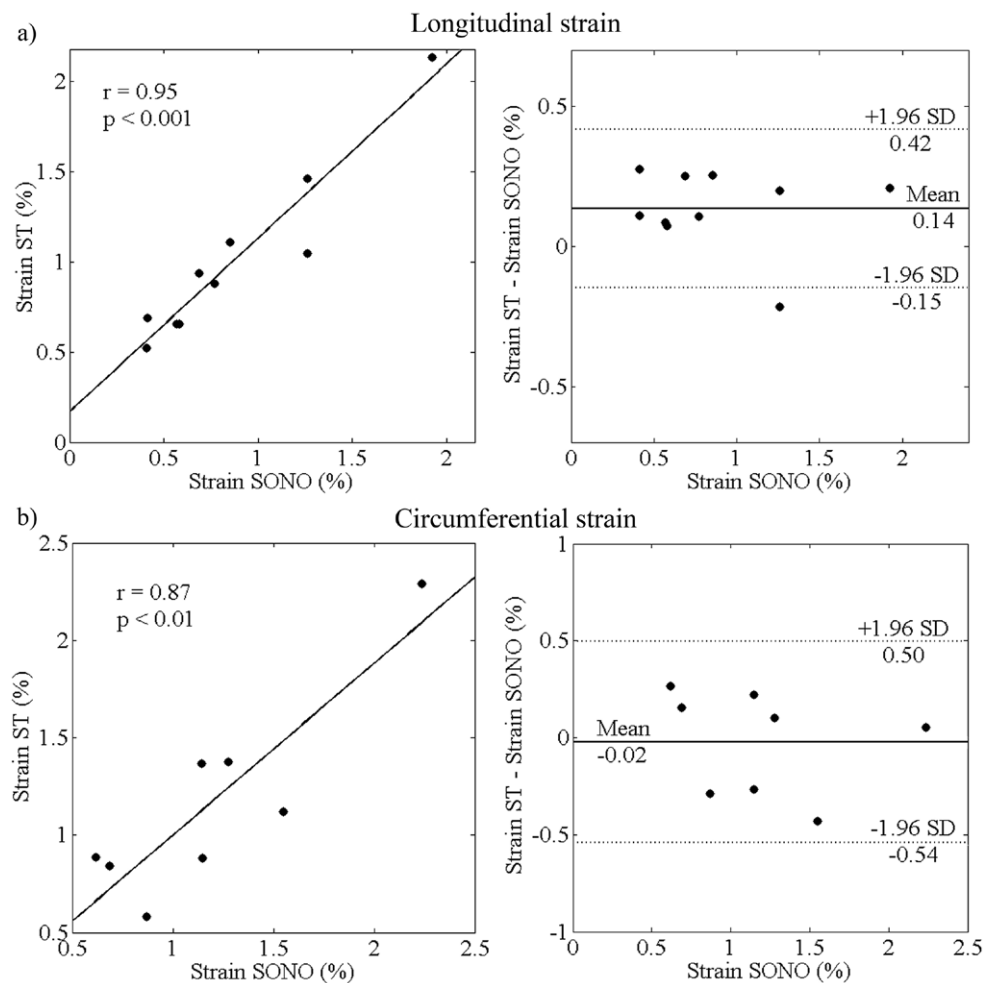 Longitudinal strain
a)
2
1.5
1
0.5
0
Strain ST (%)
r = 0.95
p < 0.001
0 0.5 1 1.5 2
Strain SONO (%)
0.5
0
-0.5
Strain ST - Strain SONO (%)
+1.96 SD
0.42
Mean
0.14
-1.96 SD
-0.15
0 0.5 1 1.5 2
Strain SONO (%)
b)
Circumferential strain
2.5
2
1.5
1
0.5
Strain ST (%)
r = 0.87
p < 0.01
0.5 1 1.5 2 2.5
Strain SONO (%)
1
0.5
0
-0.5
-1
Strain ST - Strain SONO (%)
+1.96 SD
0.50
Mean
-0.02
-1.96 SD
-0.54
0 0.5 1 1.5 2 2.5
Strain SONO (%)